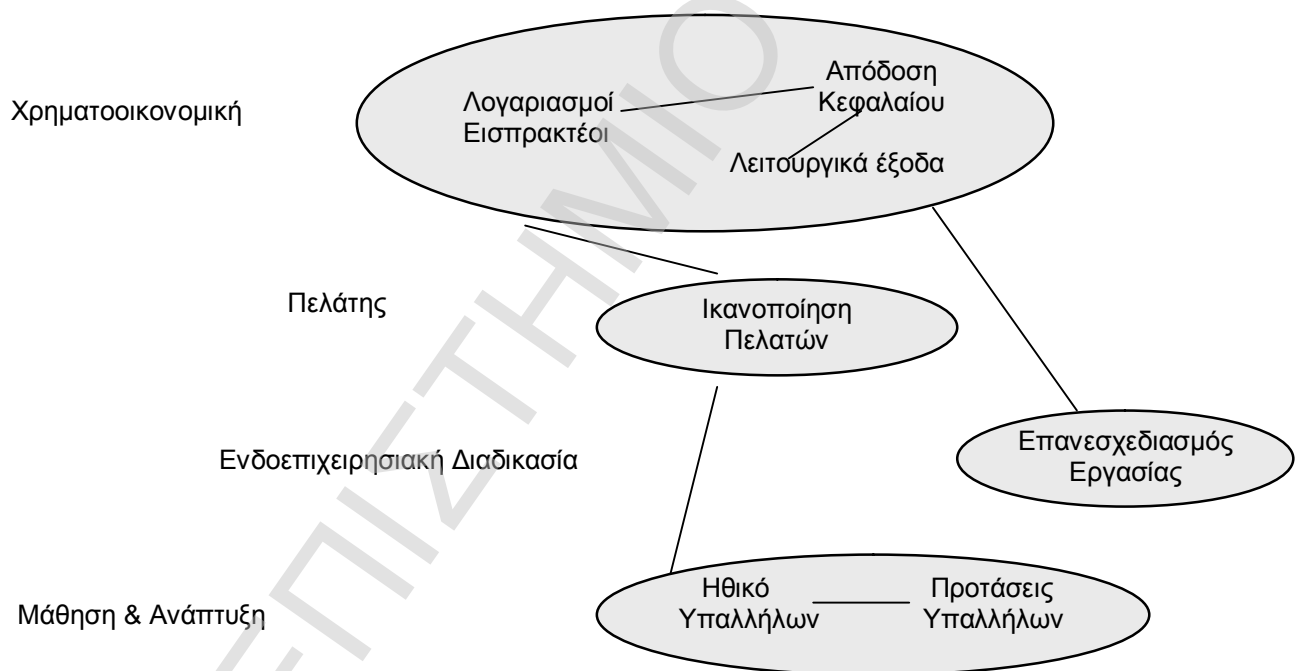 Απόδοση
Κεφαλαίου
Χρηματοοικονομική
Λογαριασμοί
Εισπρακτέοι
Λειτουργικά έξοδα
Πελάτης
Ικανοποίηση
Πελατών
Ενδοεπιχειρησιακή Διαδικασία
Επανεσχεδιασμός
Εργασίας
Μάθηση & Ανάπτυξη
Ηθικό
Υπαλλήλων
Προτάσεις
Υπαλλήλων
ΕΠΙΣΤΗΜΙΟ